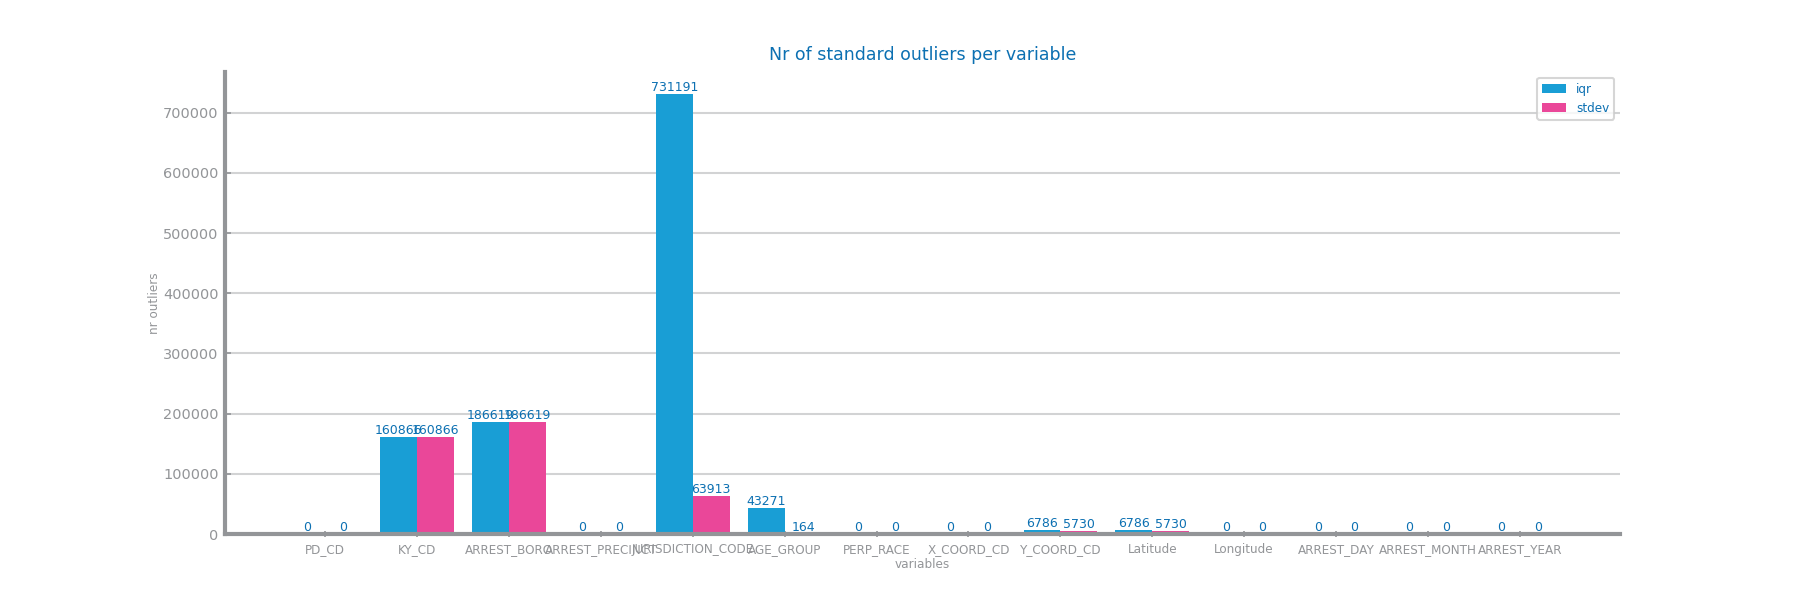 Nr of standard outliers per variable
iqr
stdev
nr outliers
700000
600000
500000
400000
300000
200000
100000
0
0 0 160866 160866 186619 186619 0 0 731191 63913 43271 164 0 0 0 0 6786 5730 6786 5730 0 0 0 0 0 0 0 0
PD_CD KY_CD ARREST_BORO ARREST_PRECINCT JURISDICTION_CODE AGE_GROUP PERP_RACE X_COORD_CD Y_COORD_CD Latitude Longitude ARREST_DAY ARREST_MONTH ARREST_YEAR
variables